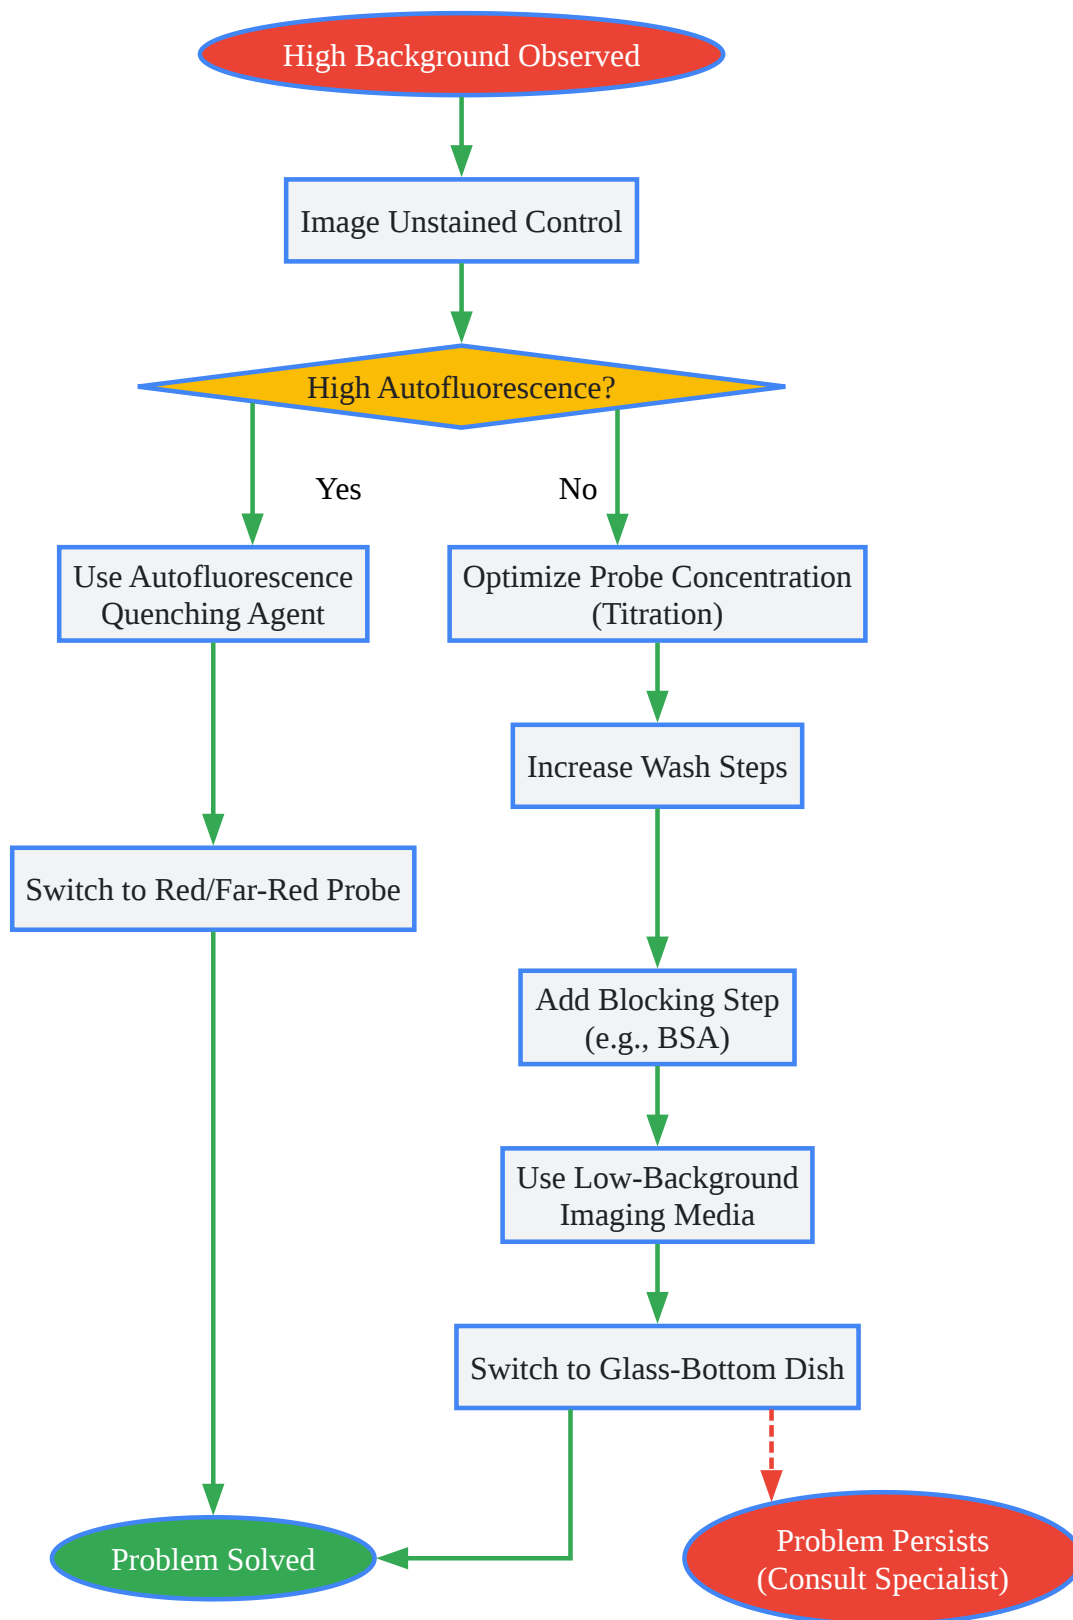 High Background Observed
Image Unstained Control
High Autofluorescence?
Yes
No
Use Autofluorescence
Quenching Agent
Optimize Probe Concentration
(Titration)
Increase Wash Steps
Switch to Red/Far-Red Probe
Add Blocking Step
(e.g., BSA)
Use Low-Background
Imaging Media
Switch to Glass-Bottom Dish
Problem Solved
Problem Persists
(Consult Specialist)